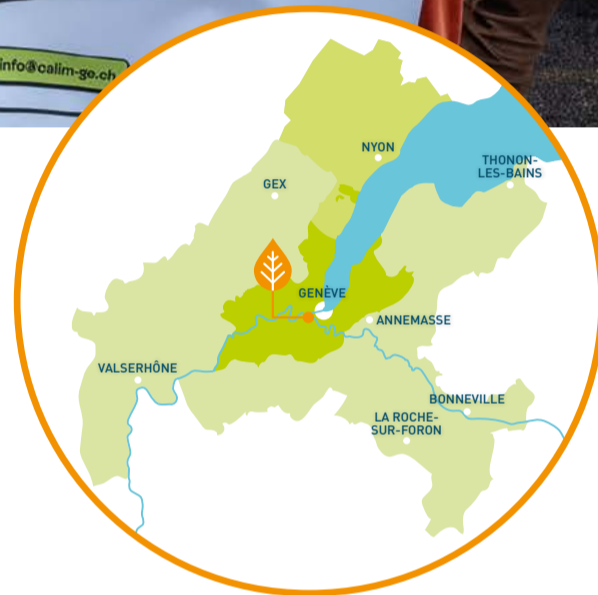 info@calim-ge.ch
NYON
THONON-
LES-BAINS
GEX
GENÈVE
ANNEMASSE
VALSERHÔNE
BONNEVILLE
LA ROCHE-
SUR-FORON